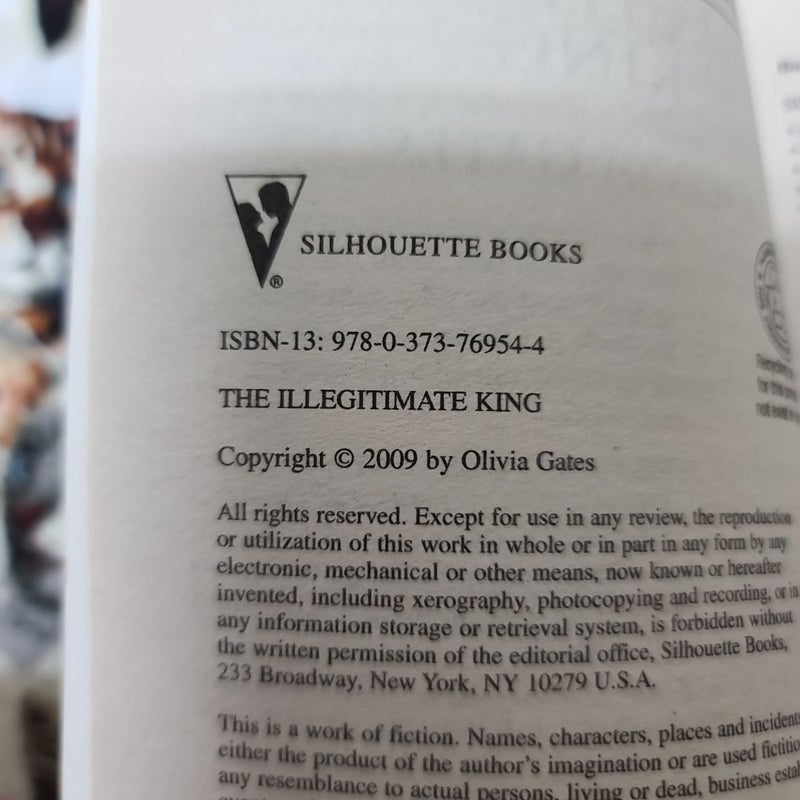 SILHOUETTE BOOKS
®
ISBN-13: 978-0-373-76954-4
THE ILLEGITIMATE KING
Copyright © 2009 by Olivia Gates
All rights reserved. Except for use in any review, the reproduction
or utilization of this work in whole or in part in any form by any
electronic, mechanical or other means, now known or hereafter
invented, including xerography, photocopying and recording, or in
any information storage or retrieval system, is forbidden without
the written permission of the editorial office, Silhouette Books,
233 Broadway, New York, NY 10279 U.S.A.
This is a work of fiction. Names, characters, places and incidents
either the product of the author's imagination or are used
any resemblance to actual persons, living or dead, business
Recycling
for this
not exist